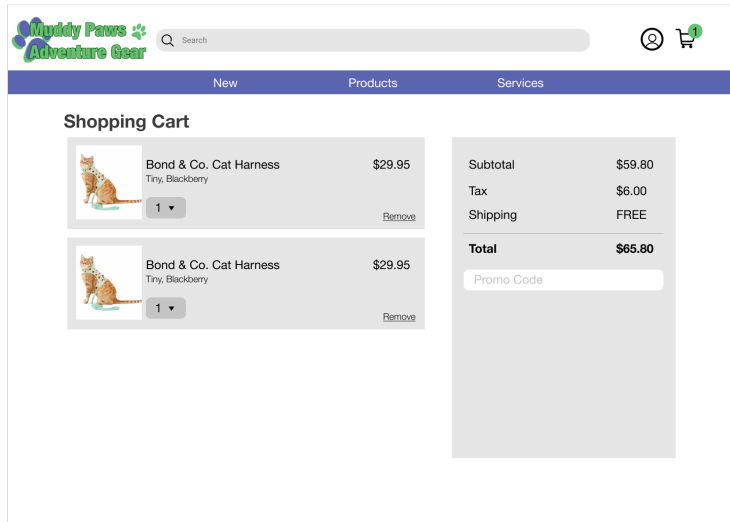 Muddy Paws
Adventure Gear
Search
1
New Products Services
Shopping Cart
Bond & Co. Cat Harness $29.95
Tiny, Blackberry
1
Remove
Bond & Co. Cat Harness $29.95
Tiny, Blackberry
1
Remove
Subtotal $59.80
Tax $6.00
Shipping FREE
Total $65.80
Promo Code